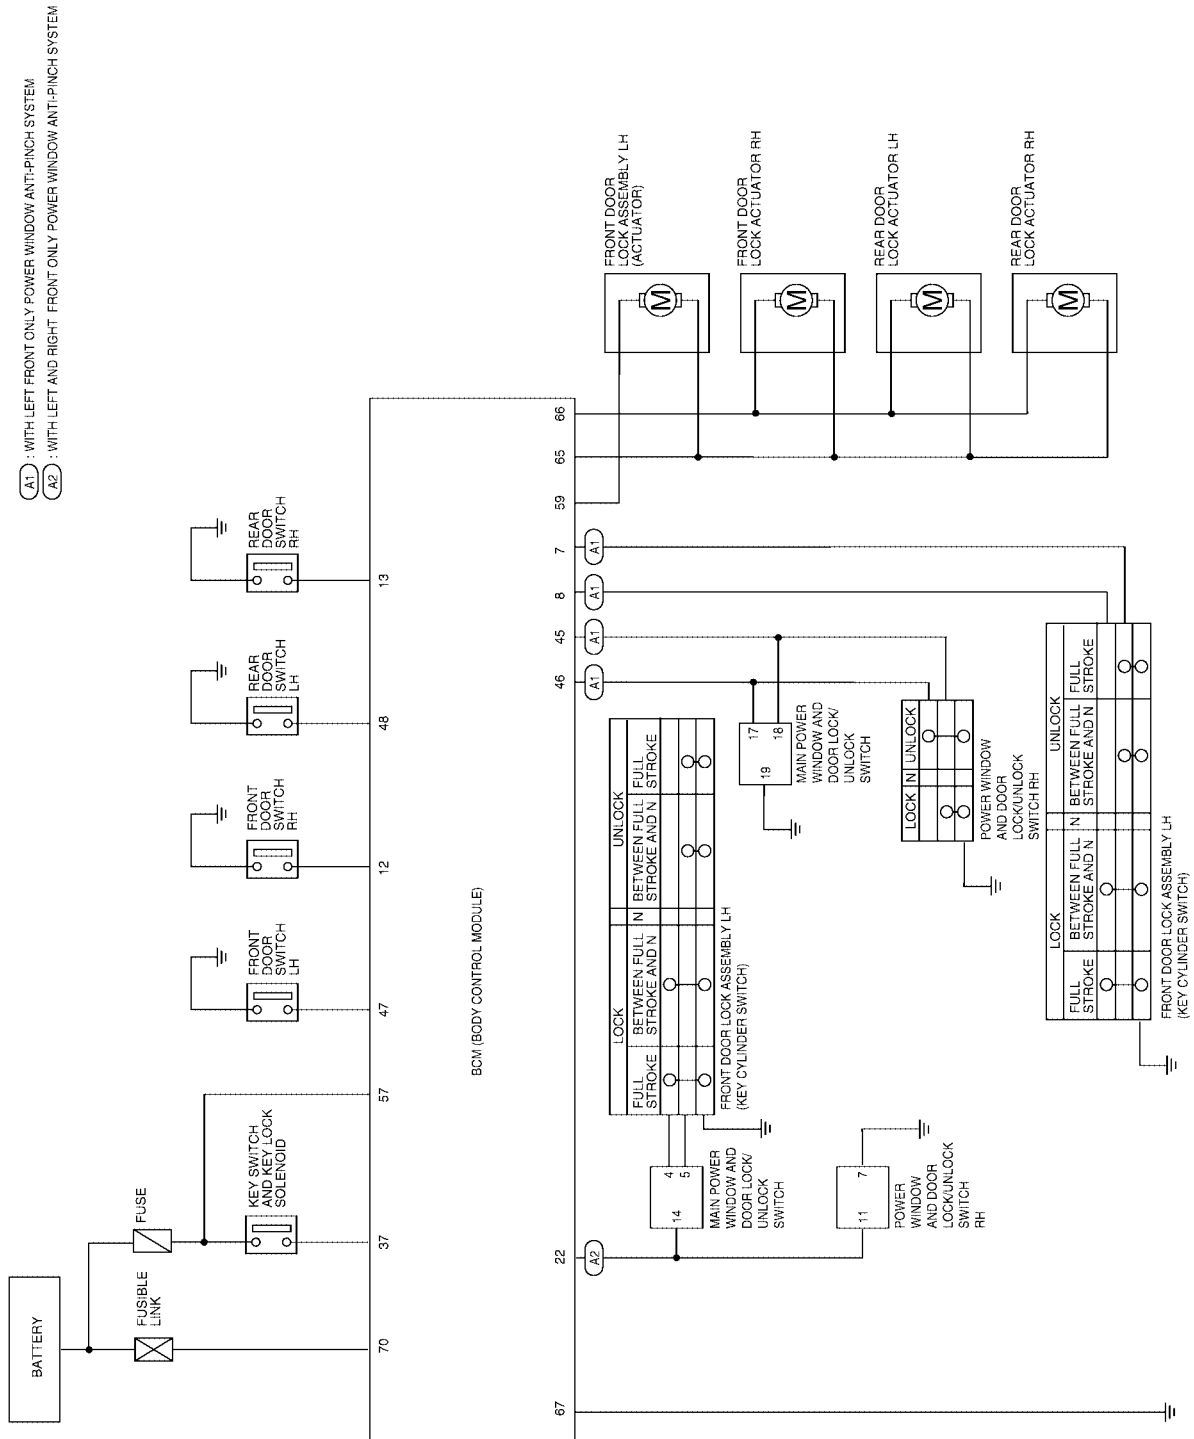 A1 : WITH LEFT FRONT ONLY POWER WINDOW ANTI-PINCH SYSTEM
A2 : WITH LEFT AND RIGHT FRONT ONLY POWER WINDOW ANTI-PINCH SYSTEM
BATTERY
FUSIBLE
LINK
FUSE
KEY SWITCH
AND KEY LOCK
SOLENOID
FRONT
DOOR
SWITCH
LH
FRONT
DOOR
SWITCH
RH
REAR
DOOR
SWITCH
LH
REAR
DOOR
SWITCH
RH
70
37
57
47
12
48
13
BCM (BODY CONTROL MODULE)
67
22
46
45
8
7
59
65
66
A2
A1
A1
A1
A1
M
FRONT DOOR
LOCK ASSEMBLY LH
(ACTUATOR)
M
FRONT DOOR
LOCK ACTUATOR RH
M
REAR DOOR
LOCK ACTUATOR LH
M
REAR DOOR
LOCK ACTUATOR RH
14
4
5
MAIN POWER
WINDOW AND
DOOR LOCK/
UNLOCK
SWITCH
LOCK
N
UNLOCK
FULL
STROKE
BETWEEN FULL
STROKE AND N
BETWEEN FULL
STROKE AND N
FULL
STROKE
FRONT DOOR LOCK ASSEMBLY LH
(KEY CYLINDER SWITCH)
19
17
18
MAIN POWER
WINDOW AND
DOOR LOCK/
UNLOCK
SWITCH
11
7
POWER
WINDOW
AND DOOR
LOCK/UNLOCK
SWITCH
RH
LOCK
N
UNLOCK
POWER WINDOW
AND DOOR
LOCK/UNLOCK
SWITCH RH
LOCK
N
UNLOCK
FULL
STROKE
BETWEEN FULL
STROKE AND N
BETWEEN FULL
STROKE AND N
FULL
STROKE
FRONT DOOR LOCK ASSEMBLY LH
(KEY CYLINDER SWITCH)